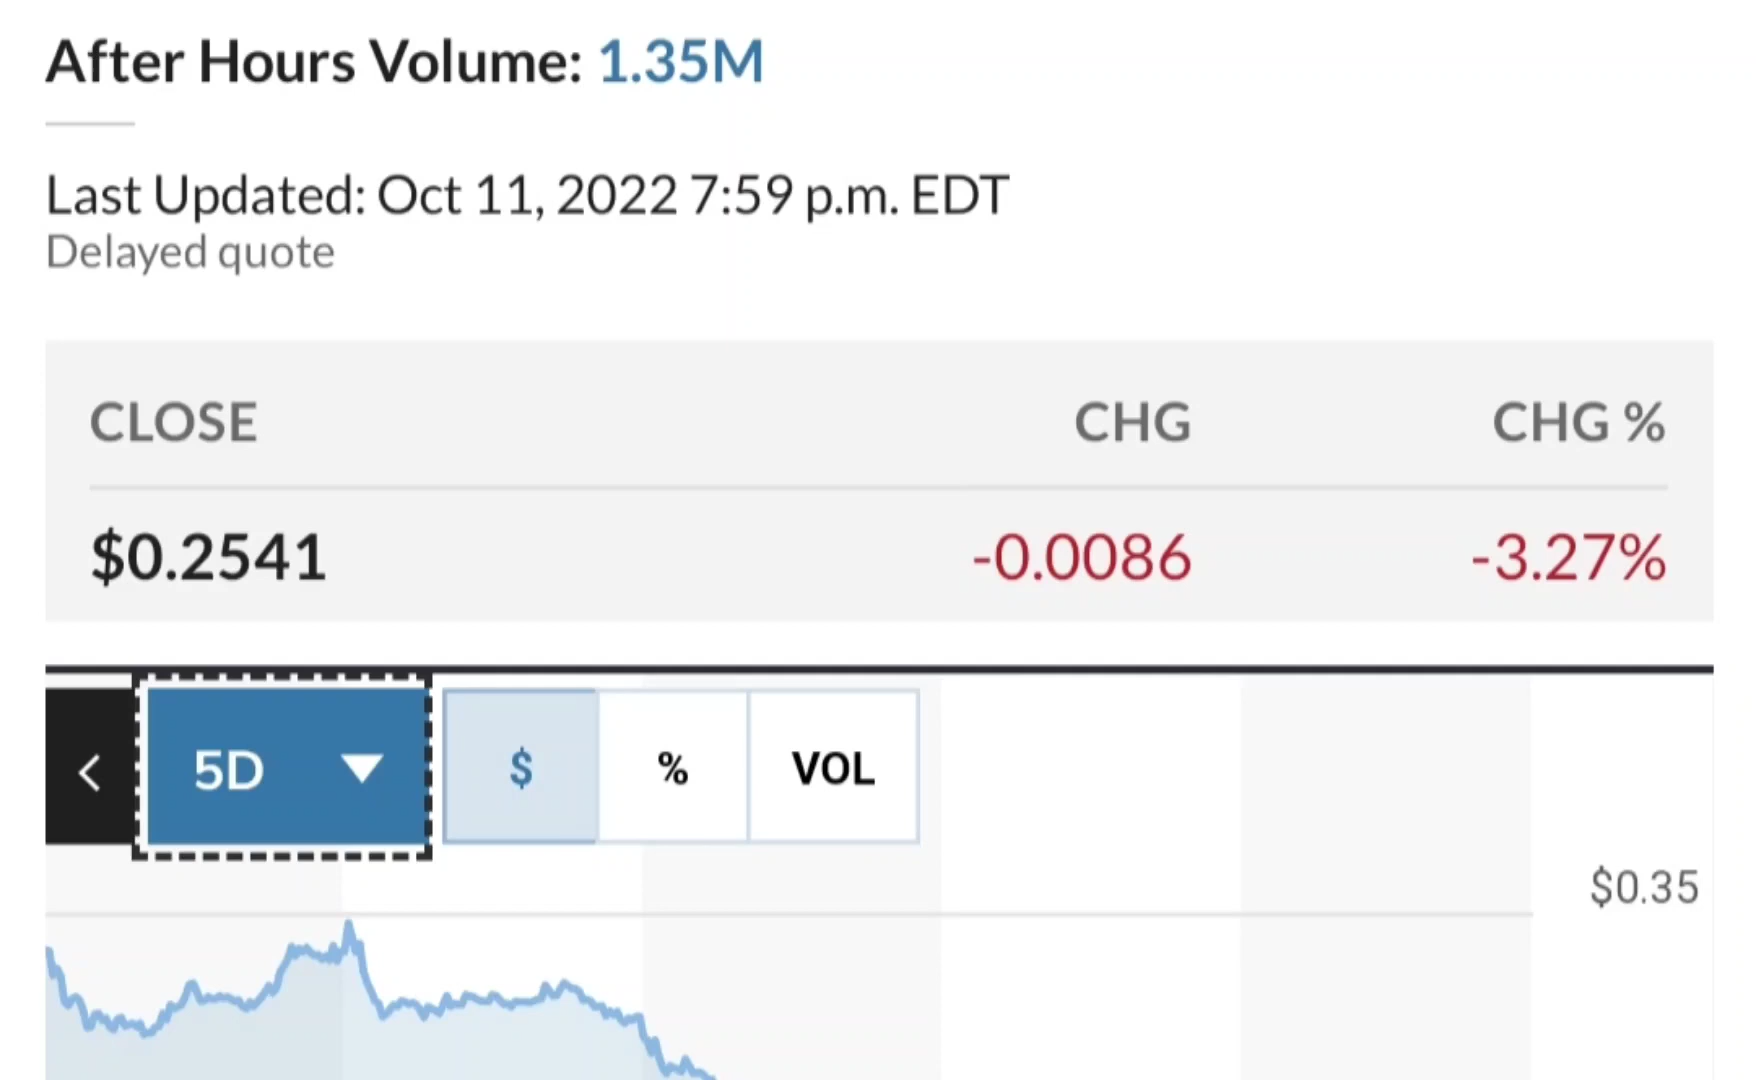 After Hours Volume: 1.35M
Last Updated: Oct 11, 2022 7:59 p.m. EDT
Delayed quote
CLOSE CHG CHG %
$0.2541 -0.0086 -3.27%
5D $ % VOL
$0.35